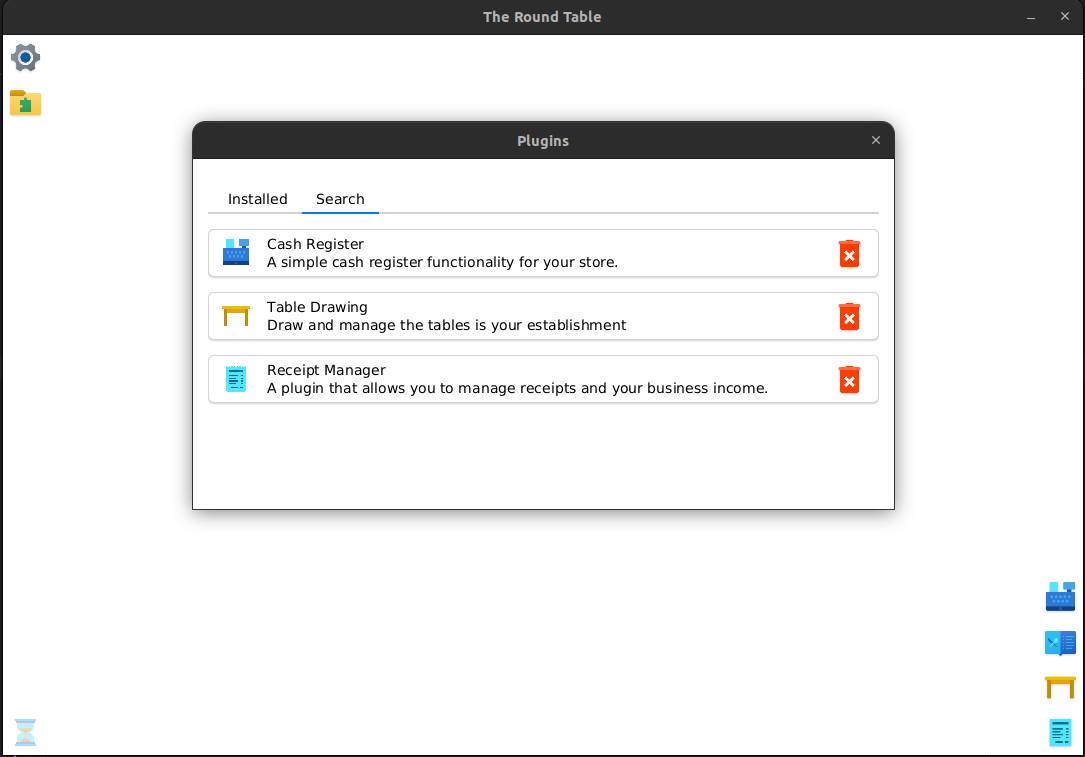 The Round Table
Plugins
Installed
Search
Cash Register
A simple cash register functionality for your store.
Table Drawing
Draw and manage the tables is your establishment
Receipt Manager
A plugin that allows you to manage receipts and your business income.